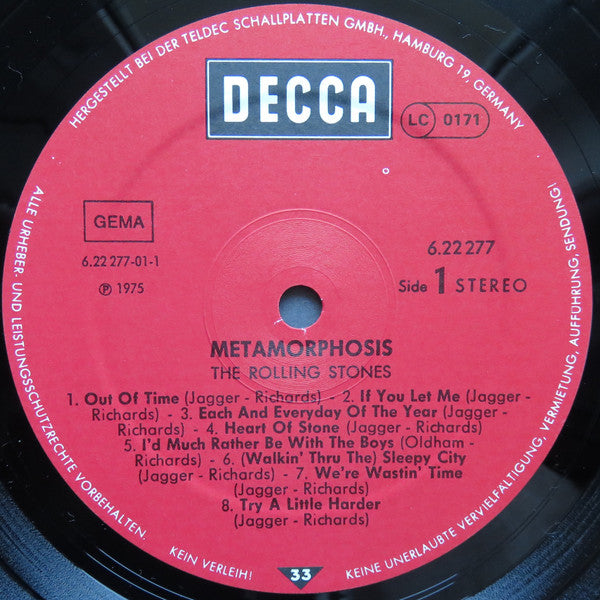 HERGESTELLT BEI DER TELDEC SCHALLPLATTEN GMBH., HAMBURG 19, GERMANY
DECCA
LC 0171
GEMA
6.22 277-01-1
℗ 1975
6.22 277
Side 1 STEREO
METAMORPHOSIS
THE ROLLING STONES
1. Out Of Time (Jagger - Richards) - 2. If You Let Me (Jagger -
Richards) - 3. Each And Everyday Of The Year (Jagger -
Richards) - 4. Heart Of Stone (Jagger - Richards)
5. I'd Much Rather Be With The Boys (Oldham -
Richards) - 6. (Walkin' Thru The) Sleepy City
(Jagger - Richards) - 7. We're Wastin' Time
(Jagger - Richards)
8. Try A Little Harder
(Jagger - Richards)
33
ALLE URHEBER- UND LEISTUNGSSCHUTZRECHTE VORBEHALTEN.
KEIN VERLEIH!
KEINE UNERLAUBTE VERVIELFÄLTIGUNG, VERMIETUNG, AUFFÜHRUNG, SENDUNG!